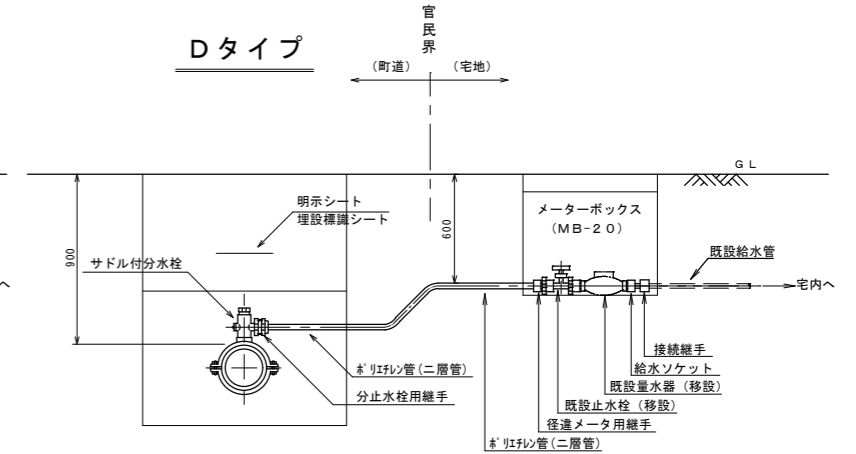 官民界
Dタイプ
(町道)
(宅地)
GL
明示シート
埋設標識シート
メーターボックス
(MB-20)
900
600
サドル付分水栓
既設給水管
宅内へ
へ
接続継手
給水ソケット
既設量水器(移設)
既設止水栓(移設)
径違メータ用継手
ポリエチレン管(二層管)
ポリエチレン管(二層管)
分止水栓用継手